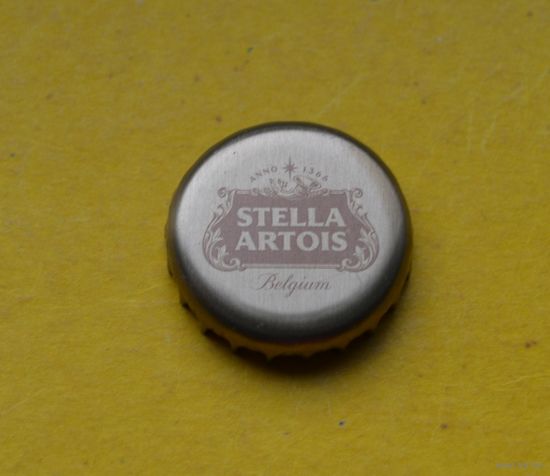 ANNO 1366
STELLA
ARTOIS
Belgium